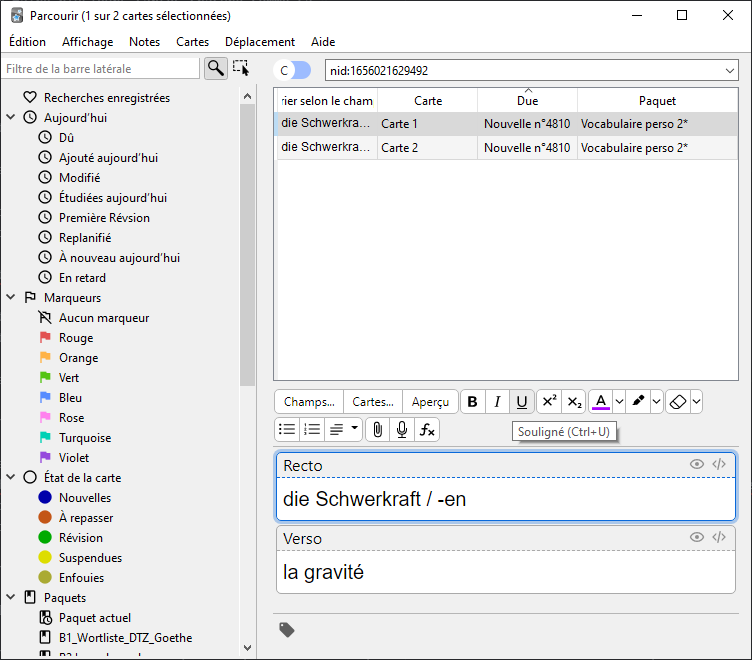 Parcourir (1 sur 2 cartes sélectionnées)
Édition Affichage Notes Cartes Déplacement Aide
Filtre de la barre latérale
C
nid:1656021629492
Recherches enregistrées
Aujourd'hui
Dû
Ajouté aujourd'hui
Modifié
Étudiées aujourd'hui
Première Révsion
Replanifié
À nouveau aujourd'hui
En retard
Marqueurs
Aucun marqueur
Rouge
Orange
Vert
Bleu
Rose
Turquoise
Violet
État de la carte
Nouvelles
À repasser
Révision
Suspendues
Enfouies
Paquets
Paquet actuel
B1_Wortliste_DTZ_Goethe
rier selon le cham Carte Due Paquet
die Schwerkra... Carte 1 Nouvelle n°4810 Vocabulaire perso 2*
die Schwerkra... Carte 2 Nouvelle n°4810 Vocabulaire perso 2*
Champs... Cartes... Aperçu B I U x² x₂ A
fx
Souligné (Ctrl+U)
Recto
die Schwerkraft / -en
Verso
la gravité